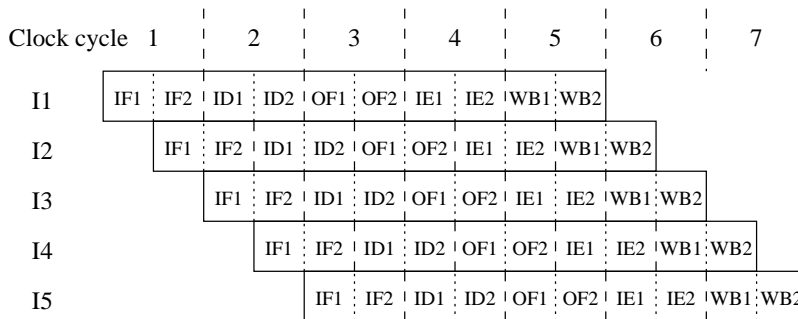 Clock cycle 1 2 3 4 5 6 7
I1 IF1 IF2 ID1 ID2 OF1 OF2 IE1 IE2 WB1 WB2
I2 IF1 IF2 ID1 ID2 OF1 OF2 IE1 IE2 WB1 WB2
I3 IF1 IF2 ID1 ID2 OF1 OF2 IE1 IE2 WB1 WB2
I4 IF1 IF2 ID1 ID2 OF1 OF2 IE1 IE2 WB1 WB2
I5 IF1 IF2 ID1 ID2 OF1 OF2 IE1 IE2 WB1 WB2